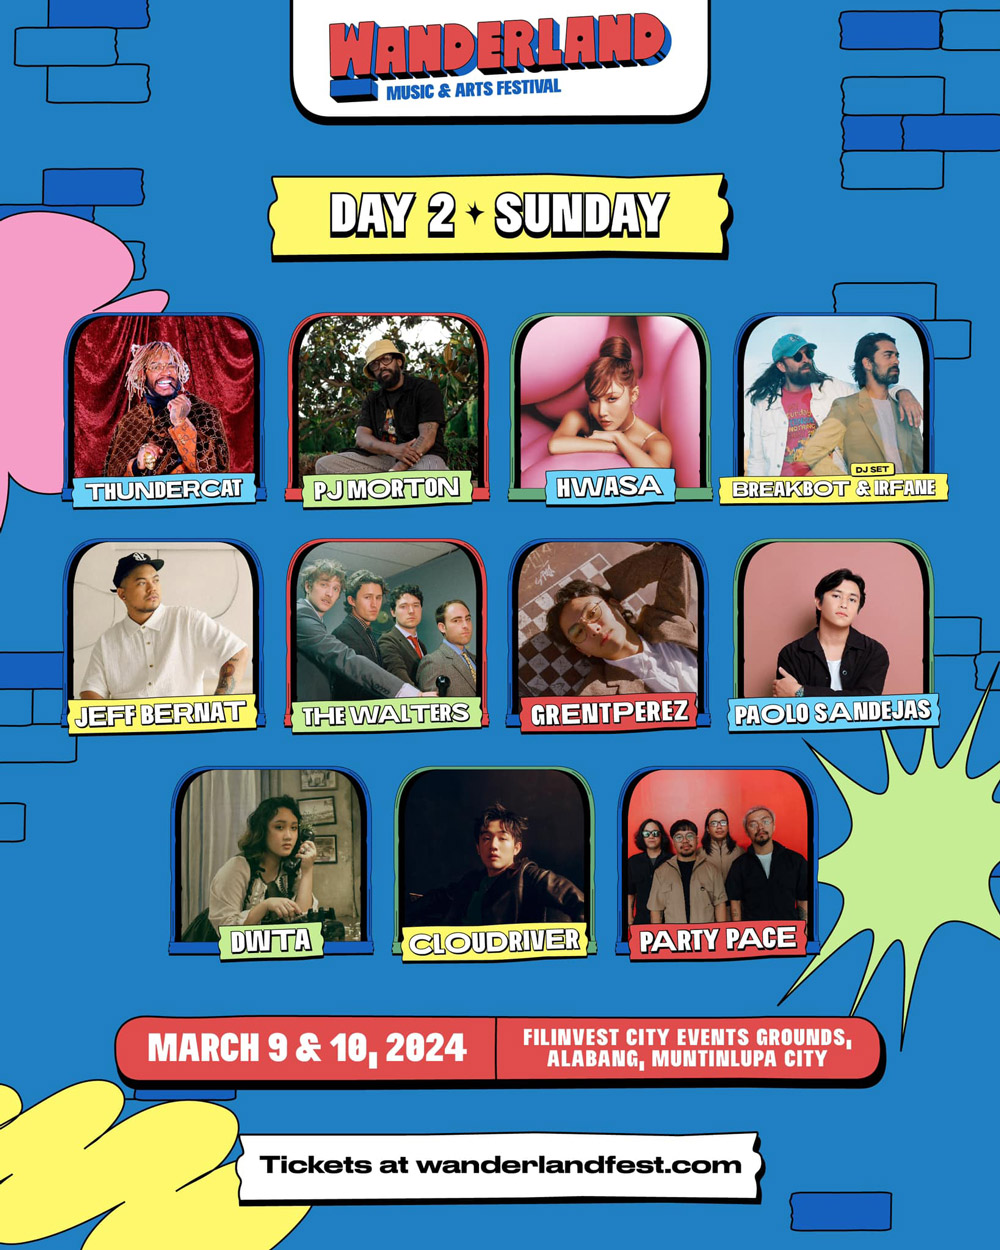 WANDERLAND
MUSIC & ARTS FESTIVAL
DAY 2 ✦ SUNDAY
THUNDERCAT
PJ MORTON
HWASA
DJ SET
BREAKBOT & IRFANE
JEFF BERNAT
THE WALTERS
GRENTPEREZ
PAOLO SANDEJAS
DWTA
CLOUDRIVER
PARTY PACE
MARCH 9 & 10, 2024
FILINVEST CITY EVENTS GROUNDS,
ALABANG, MUNTINLUPA CITY
Tickets at wanderlandfest.com